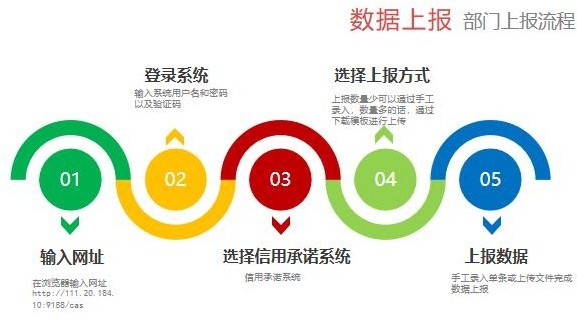 数据上报 部门上报流程
登录系统
输入系统用户名和密码
以及验证码
选择上报方式
上报数量少可以通过手工
录入，数量多的话，通过
下载模板进行上传
01
02
03
04
05
输入网址
在浏览器输入网址
http://111.20.184.
10:9188/cas
选择信用承诺系统
信用承诺系统
上报数据
手工录入单条或上传文件完成
数据上报